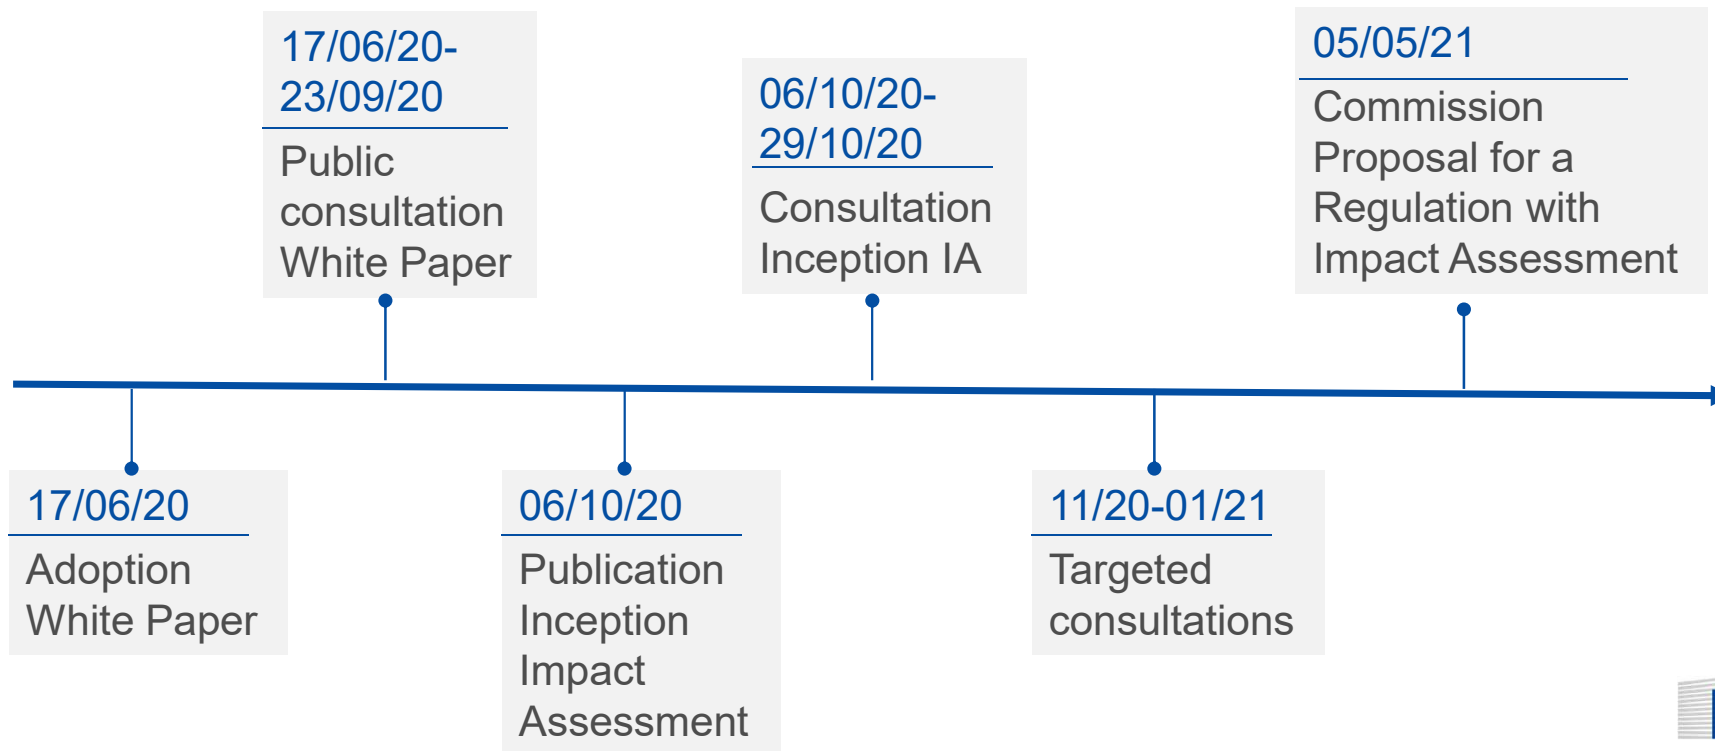 17/06/20-
23/09/20
Public
consultation
White Paper
06/10/20-
29/10/20
Consultation
Inception IA
05/05/21
Commission
Proposal for a
Regulation with
Impact Assessment
17/06/20
Adoption
White Paper
06/10/20
Publication
Inception
Impact
Assessment
11/20-01/21
Targeted
consultations